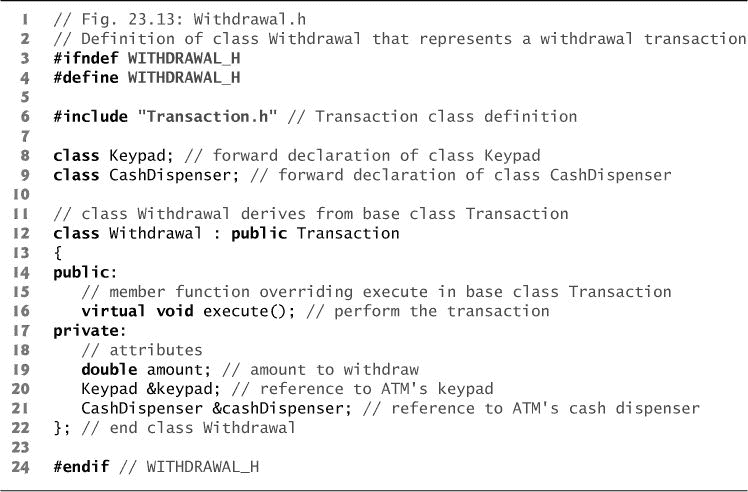 1 // Fig. 23.13: Withdrawal.h
2 // Definition of class Withdrawal that represents a withdrawal transaction
3 #ifndef WITHDRAWAL_H
4 #define WITHDRAWAL_H
5
6 #include "Transaction.h" // Transaction class definition
7
8 class Keypad; // forward declaration of class Keypad
9 class CashDispenser; // forward declaration of class CashDispenser
10
11 // class Withdrawal derives from base class Transaction
12 class Withdrawal : public Transaction
13 {
14 public:
15    // member function overriding execute in base class Transaction
16    virtual void execute(); // perform the transaction
17 private:
18    // attributes
19    double amount; // amount to withdraw
20    Keypad &keypad; // reference to ATM's keypad
21    CashDispenser &cashDispenser; // reference to ATM's cash dispenser
22 }; // end class Withdrawal
23
24 #endif // WITHDRAWAL_H